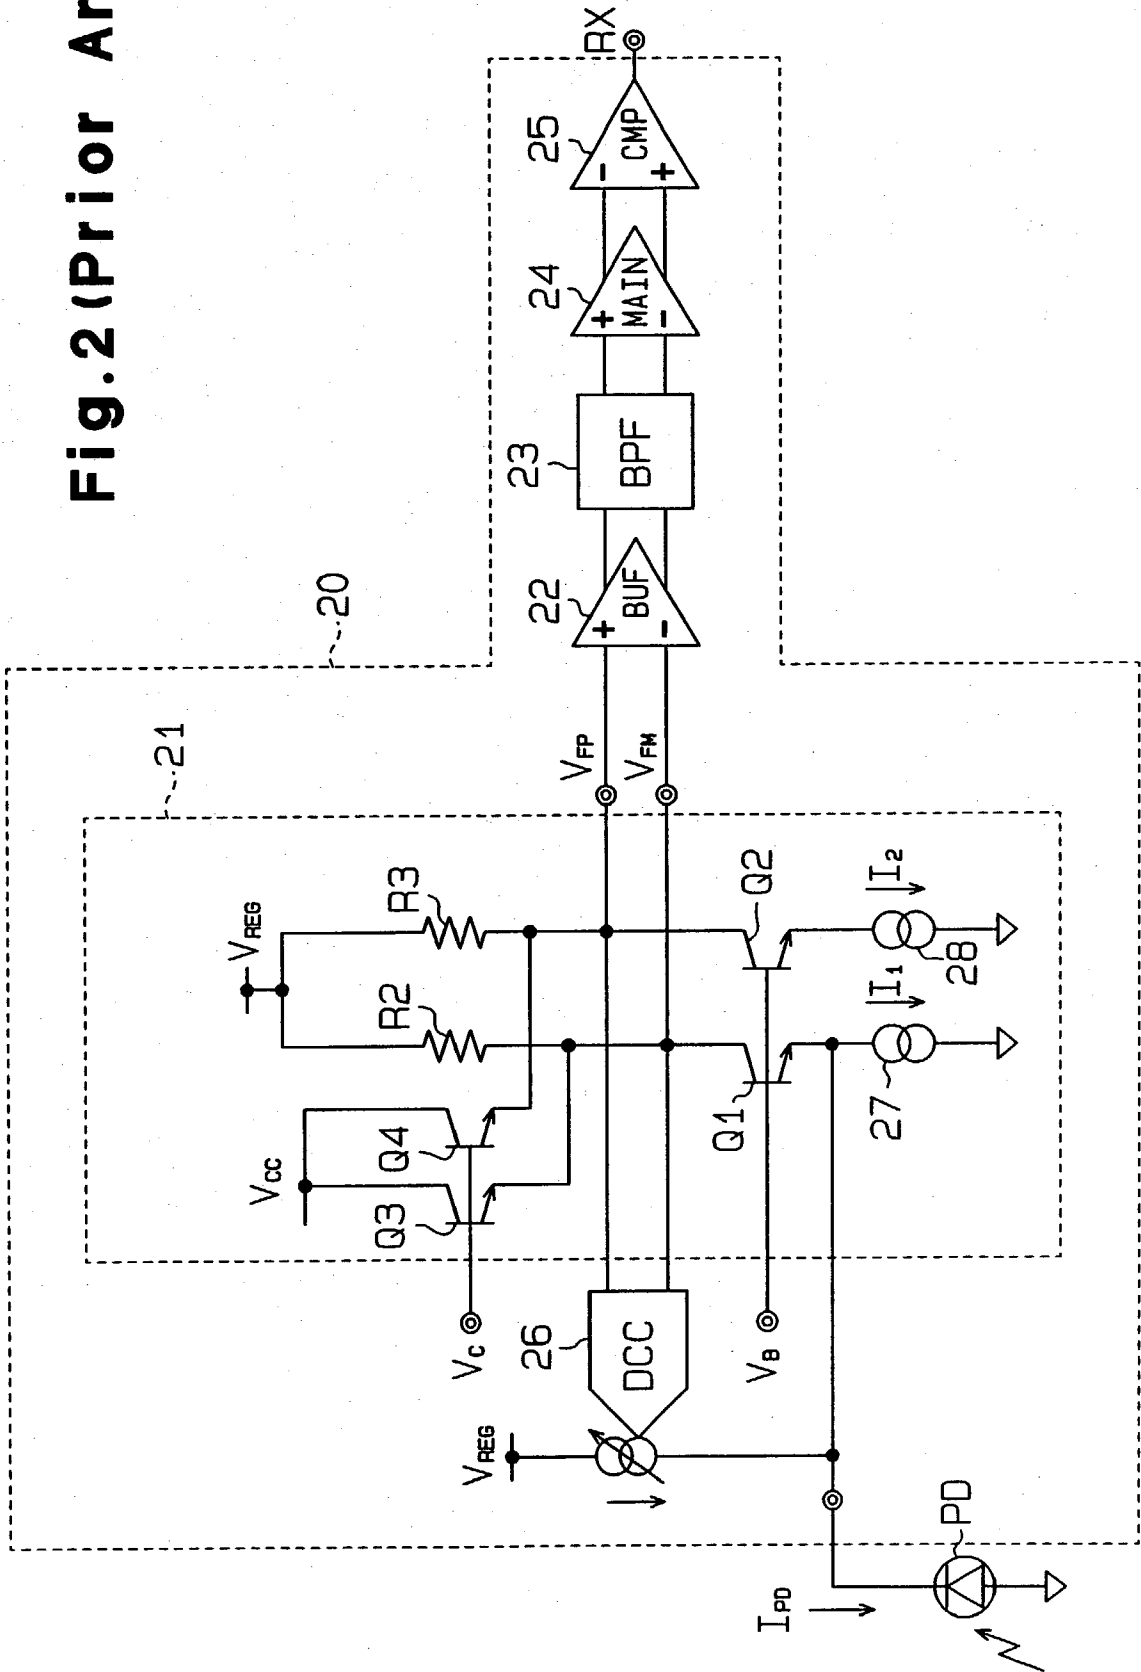 Fig.2(Prior Ar
20
21
VREG
VCC
R3
R2
Q4
Q3
VC
VFP
VFM
22
BUF
+
-
23
BPF
24
MAIN
+
-
25
CMP
-
+
RX
26
DCC
VREG
VB
Q1
Q2
I1
I2
27
28
IPD
PD